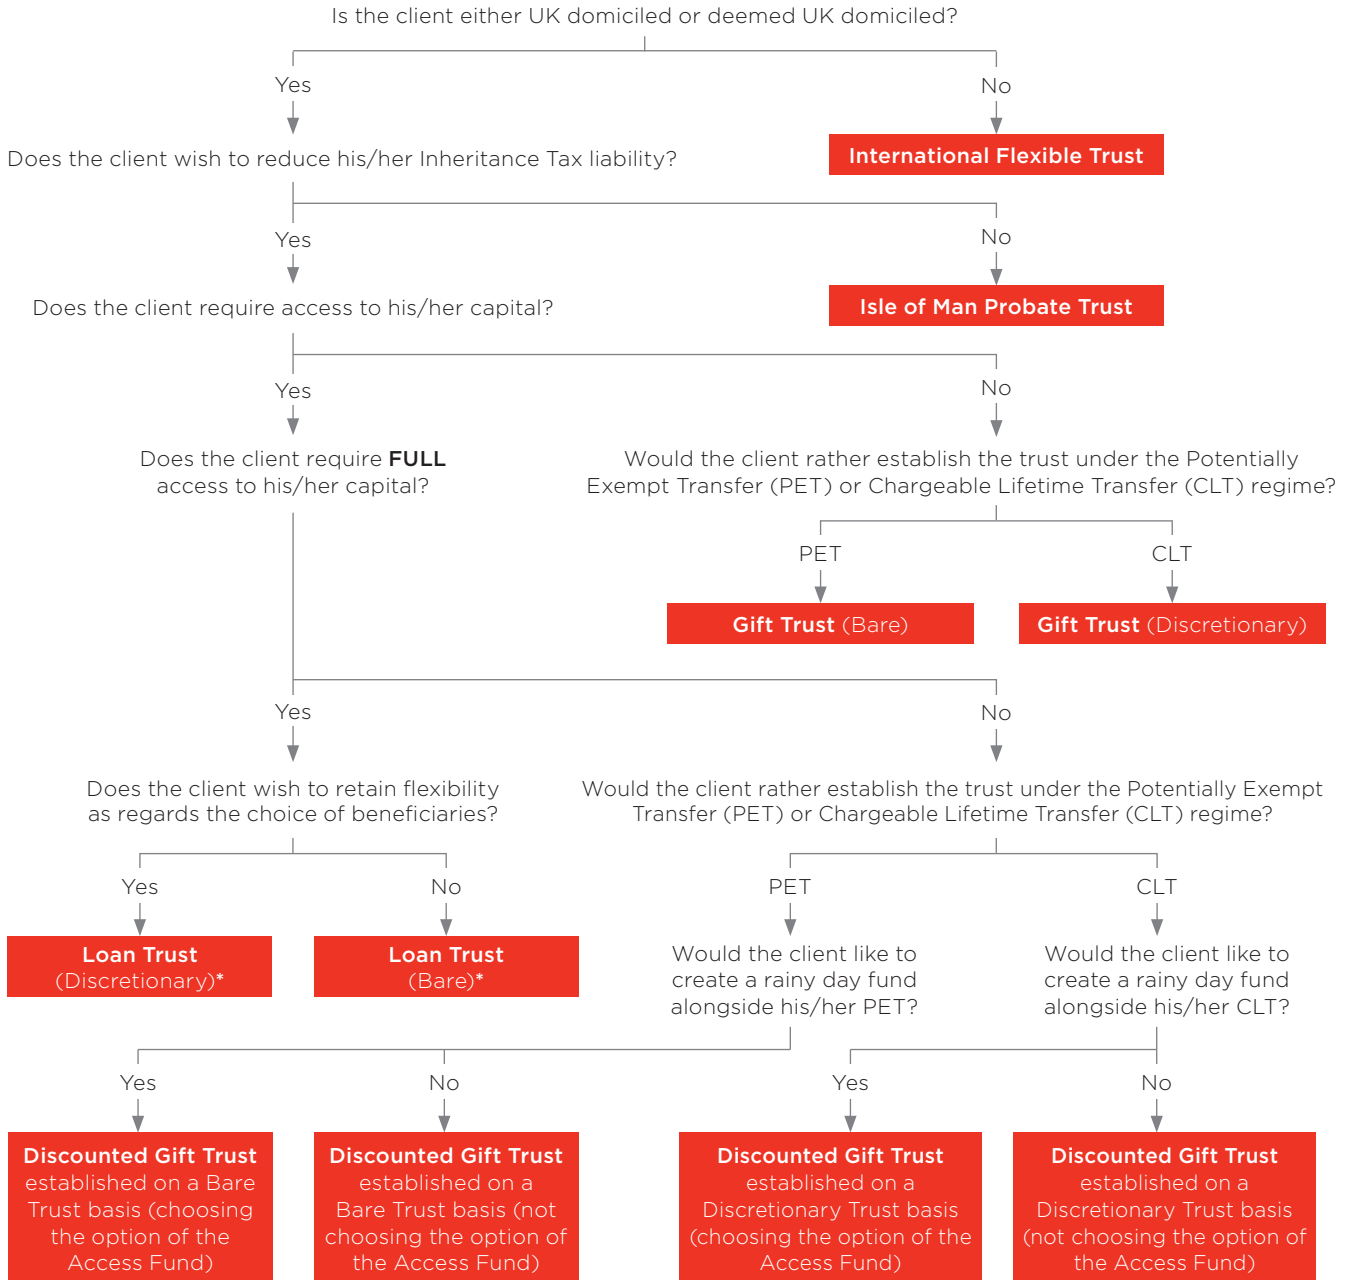 Is the client either UK domiciled or deemed UK domiciled?
Yes
No
Does the client wish to reduce his/her Inheritance Tax liability?
International Flexible Trust
Yes
No
Does the client require access to his/her capital?
Isle of Man Probate Trust
Yes
No
Does the client require FULL
access to his/her capital?
Would the client rather establish the trust under the Potentially
Exempt Transfer (PET) or Chargeable Lifetime Transfer (CLT) regime?
PET
CLT
Gift Trust (Bare)
Gift Trust (Discretionary)
Yes
No
Does the client wish to retain flexibility
as regards the choice of beneficiaries?
Would the client rather establish the trust under the Potentially Exempt
Transfer (PET) or Chargeable Lifetime Transfer (CLT) regime?
Yes
No
PET
CLT
Loan Trust
(Discretionary)*
Loan Trust
(Bare)*
Would the client like to
create a rainy day fund
alongside his/her PET?
Would the client like to
create a rainy day fund
alongside his/her CLT?
Yes
No
Yes
No
Discounted Gift Trust
established on a Bare
Trust basis (choosing
the option of the
Access Fund)
Discounted Gift Trust
established on a
Bare Trust basis (not
choosing the option of
the Access Fund)
Discounted Gift Trust
established on a
Discretionary Trust basis
(choosing the option of the
Access Fund)
Discounted Gift Trust
established on a
Discretionary Trust basis
(not choosing the option of
the Access Fund)